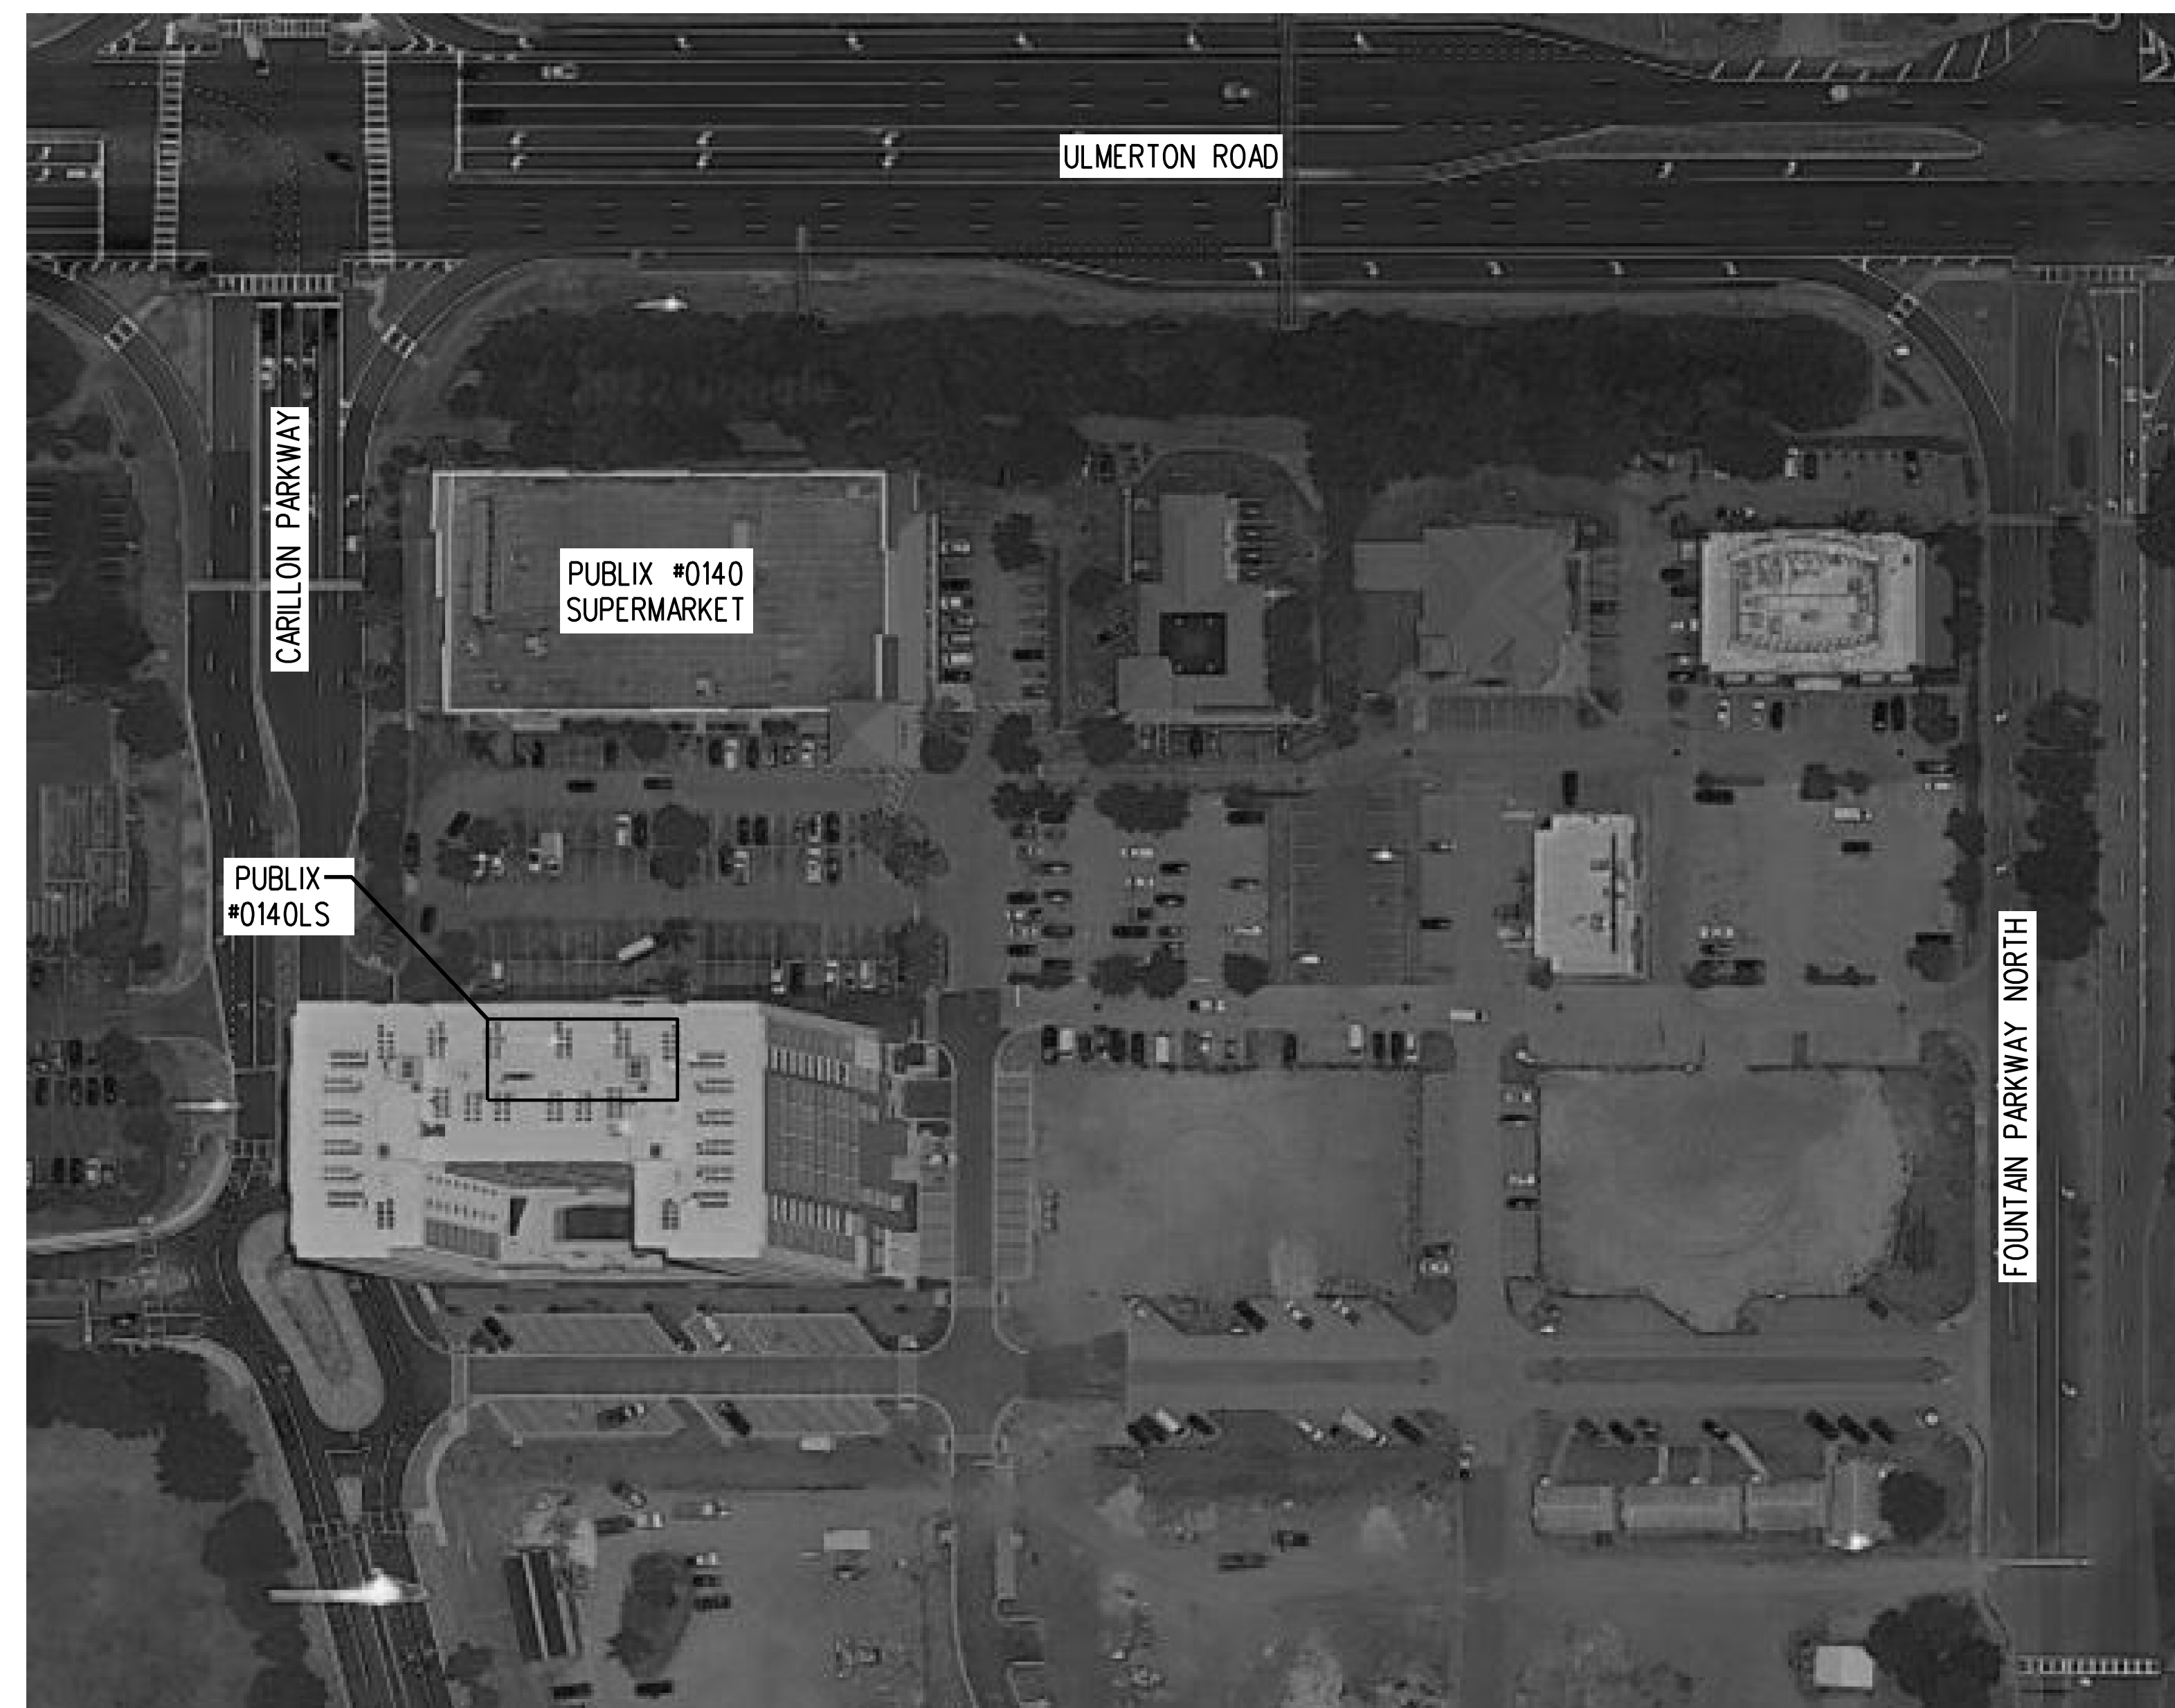 ULMERTON ROAD
CARILLON PARKWAY
PUBLIX #0140
SUPERMARKET
PUBLIX
#0140LS
FOUNTAIN PARKWAY NORTH